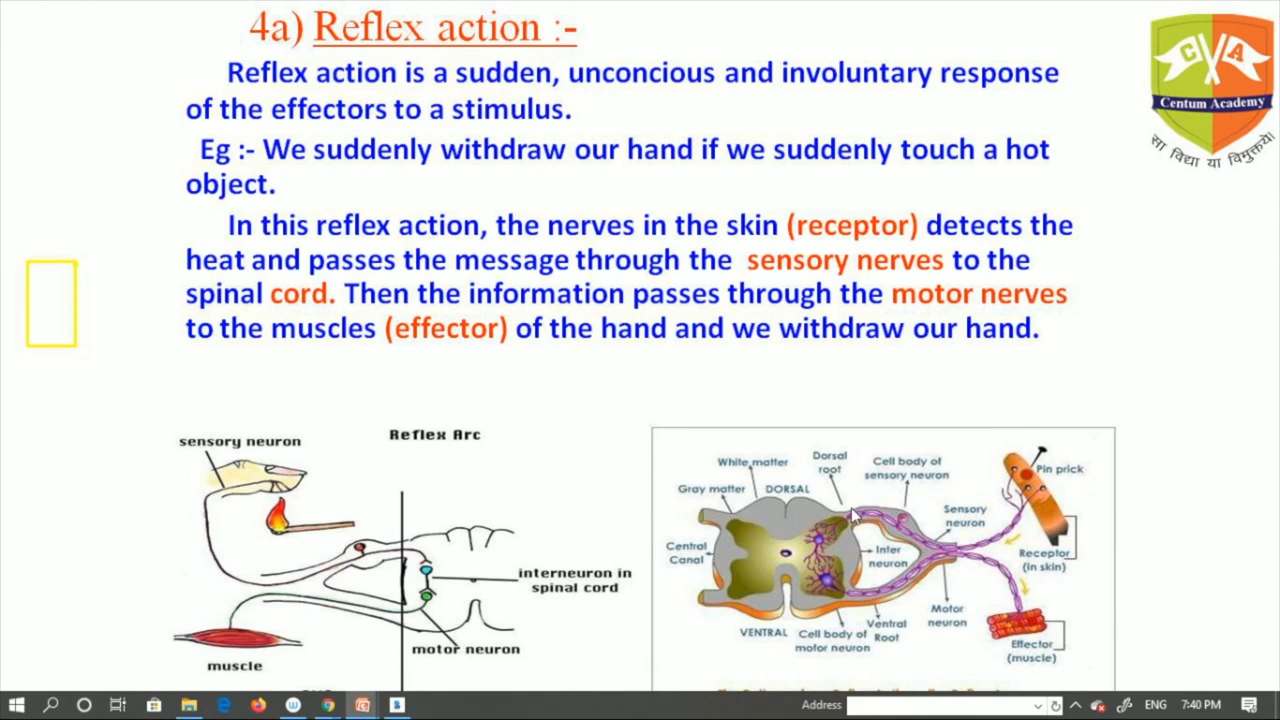 4a) Reflex action :-
Reflex action is a sudden, unconcious and involuntary response
of the effectors to a stimulus.
Eg :- We suddenly withdraw our hand if we suddenly touch a hot
object.
In this reflex action, the nerves in the skin (receptor) detects the
heat and passes the message through the sensory nerves to the
spinal cord. Then the information passes through the motor nerves
to the muscles (effector) of the hand and we withdraw our hand.
C A
Centum Academy
सा विद्या या विमुक्तये।
Reflex Arc
sensory neuron
interneuron in
spinal cord
motor neuron
muscle
White matter
Dorsal
root
Cell body of
sensory neuron
Pin prick
Gray matter
DORSAL
Sensory
neuron
Central
Canal
Inter
neuron
Receptor
(in skin)
Motor
neuron
VENTRAL
Cell body of
motor neuron
Ventral
Root
Effector
(muscle)
Address
ENG
7:40 PM